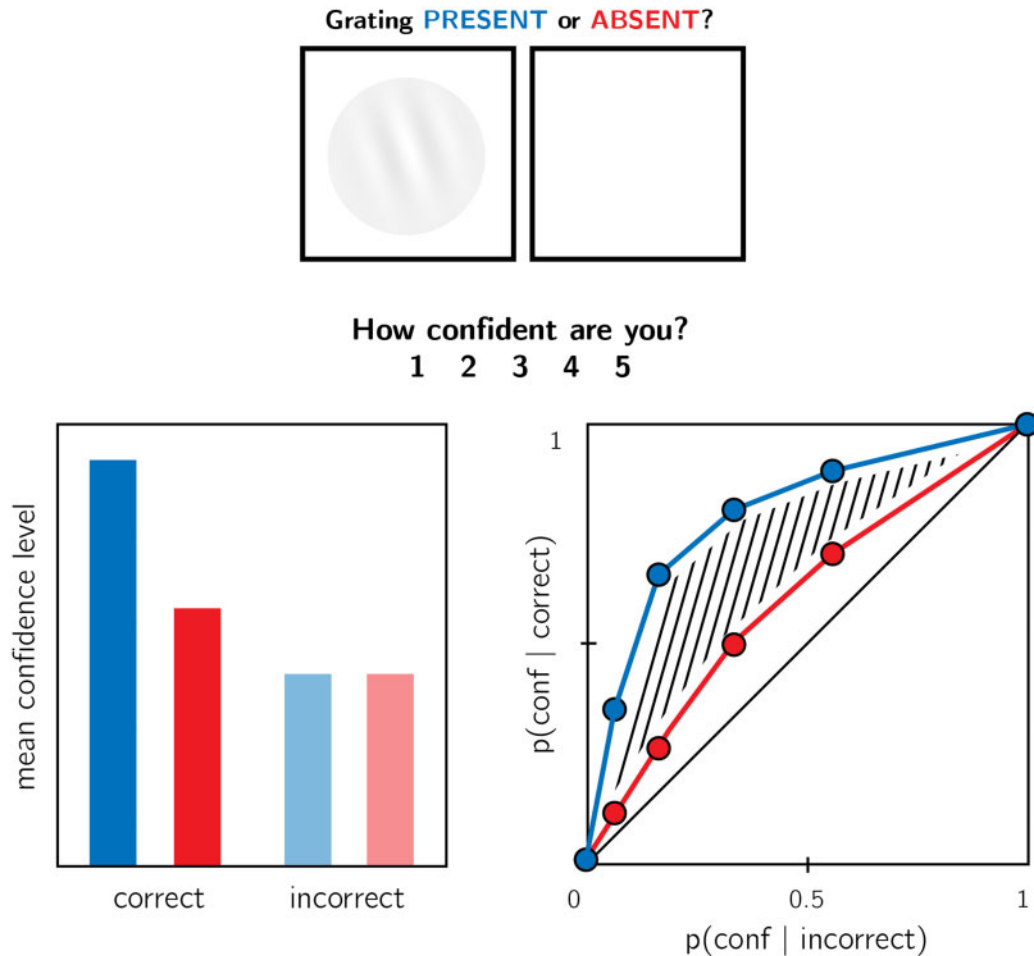 Grating PRESENT or ABSENT?
How confident are you?
1 2 3 4 5
mean confidence level
correct incorrect
p(conf | correct)
1
0 0.5 1
p(conf | incorrect)